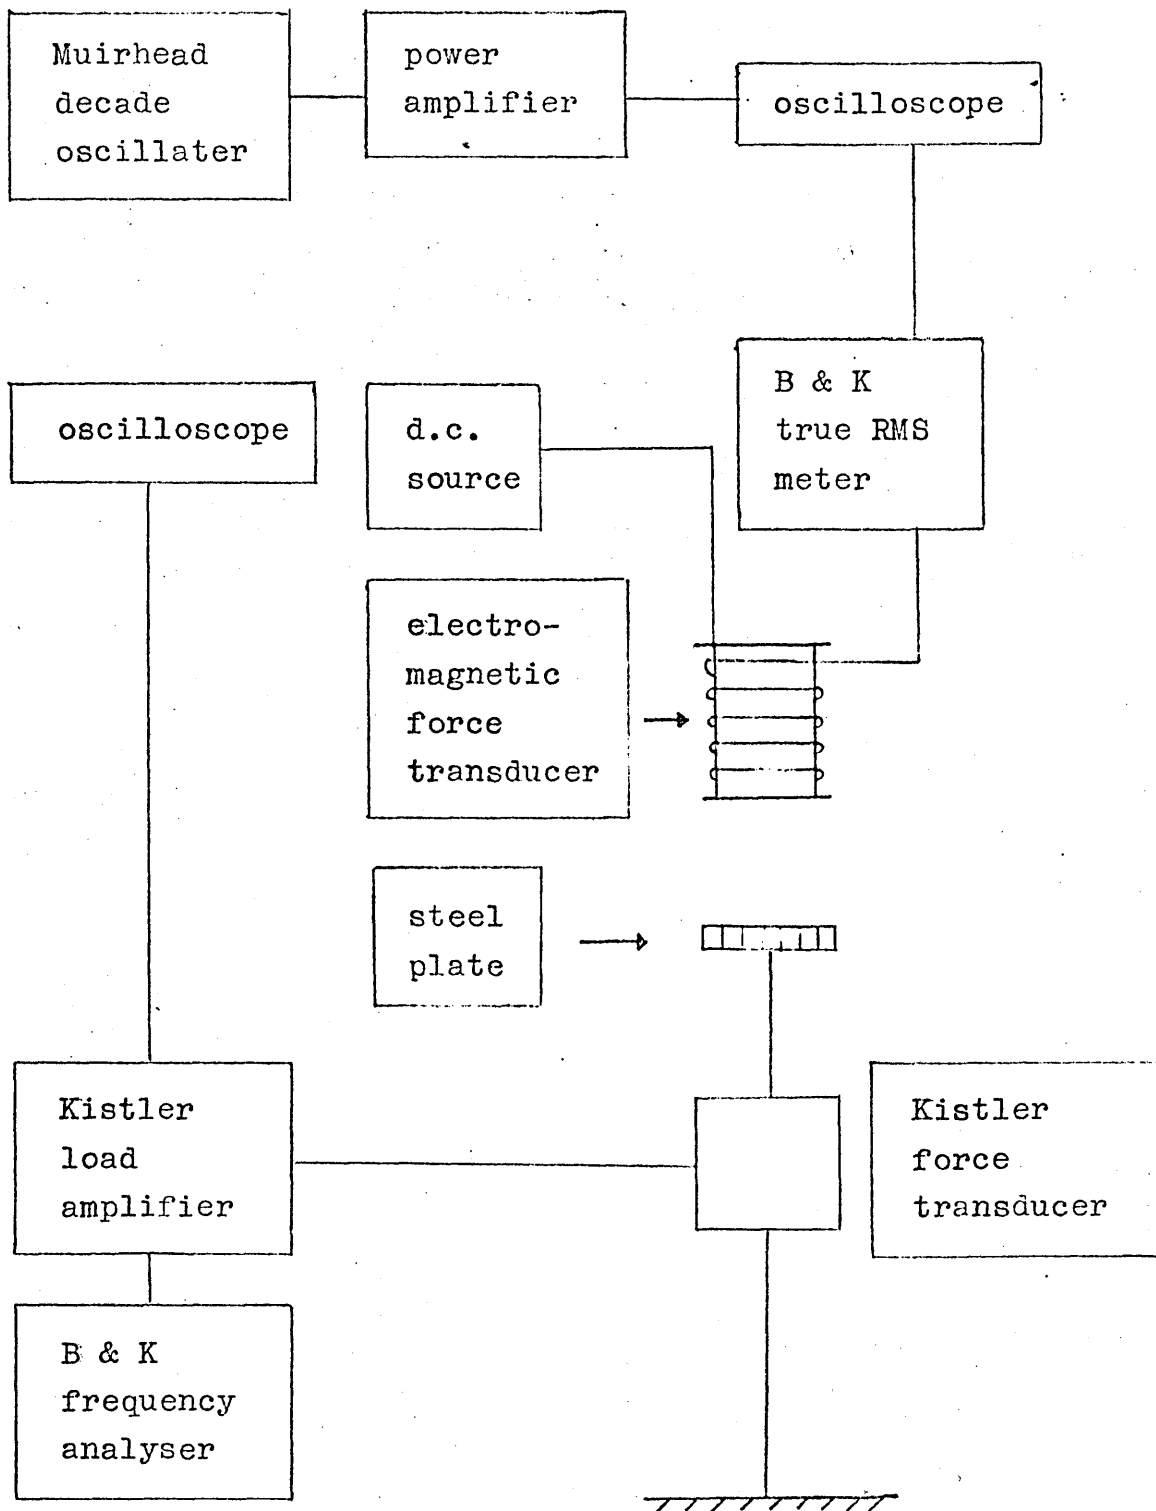 Muirhead
decade
oscillater
power
amplifier
oscilloscope
B & K
true RMS
meter
oscilloscope
d.c.
source
electro-
magnetic
force
transducer
steel
plate
Kistler
load
amplifier
Kistler
force
transducer
B & K
frequency
analyser